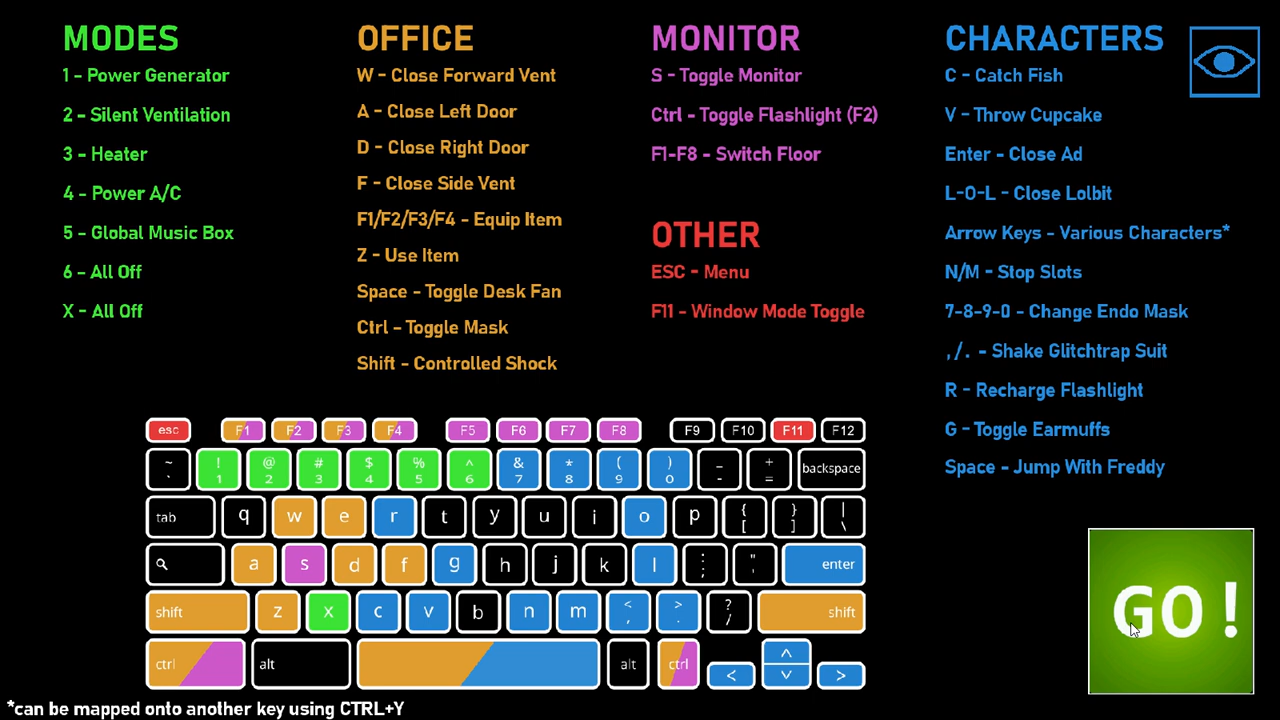 MODES
1 - Power Generator
2 - Silent Ventilation
3 - Heater
4 - Power A/C
5 - Global Music Box
6 - All Off
X - All Off
OFFICE
W - Close Forward Vent
A - Close Left Door
D - Close Right Door
F - Close Side Vent
F1/F2/F3/F4 - Equip Item
Z - Use Item
Space - Toggle Desk Fan
Ctrl - Toggle Mask
Shift - Controlled Shock
MONITOR
S - Toggle Monitor
Ctrl - Toggle Flashlight (F2)
F1-F8 - Switch Floor
OTHER
ESC - Menu
F11 - Window Mode Toggle
CHARACTERS
C - Catch Fish
V - Throw Cupcake
Enter - Close Ad
L-O-L - Close Lolbit
Arrow Keys - Various Characters*
N/M - Stop Slots
7-8-9-0 - Change Endo Mask
,/. - Shake Glitchtrap Suit
R - Recharge Flashlight
G - Toggle Earmuffs
Space - Jump With Freddy
esc F1 F2 F3 F4 F5 F6 F7 F8 F9 F10 F11 F12
~ ! @ # $ % ^ & * ( ) _ +
` 1 2 3 4 5 6 7 8 9 0 - = backspace
tab q w e r t y u i o p { } |
[ ] \
a s d f g h j k l : " enter
; '
shift z x c v b n m < > ? shift
, . /
ctrl alt alt ctrl < ^ v >
GO!
*can be mapped onto another key using CTRL+Y